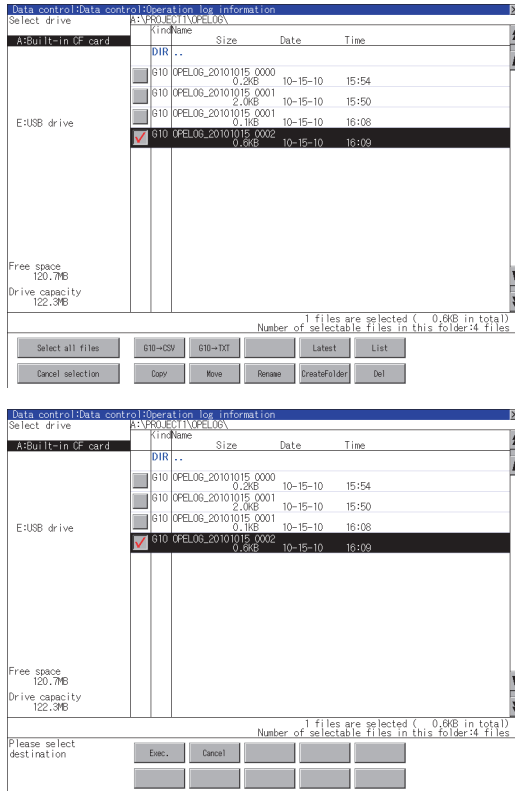 Data control:Data control:Operation log information
Select drive A:\PROJECT1\OPELOG\
Kind Name
Size Date Time
A:Built-in CF card
DIR ..
G10 OPELOG_20101015_0000
0.2KB 10-15-10 15:54
G10 OPELOG_20101015_0001
2.0KB 10-15-10 15:50
G10 OPELOG_20101015_0001
0.1KB 10-15-10 16:08
E:USB drive
G10 OPELOG_20101015_0002
0.6KB 10-15-10 16:09
Free space
120.7MB
Drive capacity
122.3MB
1 files are selected ( 0.6KB in total)
Number of selectable files in this folder:4 files
Select all files G10→CSV G10→TXT Latest List
Cancel selection Copy Move Rename CreateFolder Del
Data control:Data control:Operation log information
Select drive A:\PROJECT1\OPELOG\
Kind Name
Size Date Time
A:Built-in CF card
DIR ..
G10 OPELOG_20101015_0000
0.2KB 10-15-10 15:54
G10 OPELOG_20101015_0001
2.0KB 10-15-10 15:50
G10 OPELOG_20101015_0001
0.1KB 10-15-10 16:08
E:USB drive
G10 OPELOG_20101015_0002
0.6KB 10-15-10 16:09
Free space
120.7MB
Drive capacity
122.3MB
1 files are selected ( 0.6KB in total)
Number of selectable files in this folder:4 files
Please select
destination
Exec. Cancel